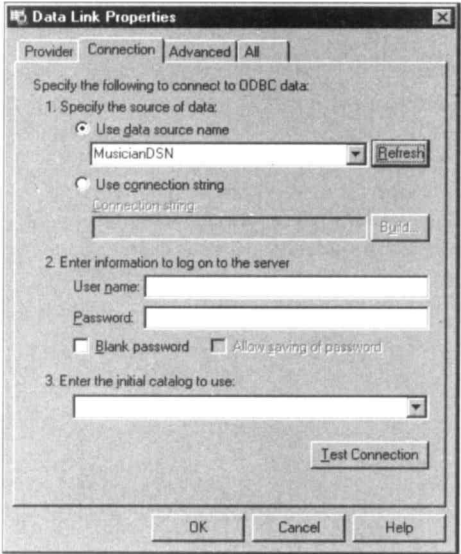 Data Link Properties
Provider Connection Advanced All
Specify the following to connect to ODBC data:
1. Specify the source of data:
Use data source name
MusicianDSN Refresh
Use connection string
Connection string:
Build...
2. Enter information to log on to the server
User name:
Password:
Blank password Allow saving of password
3. Enter the initial catalog to use:
Test Connection
OK Cancel Help